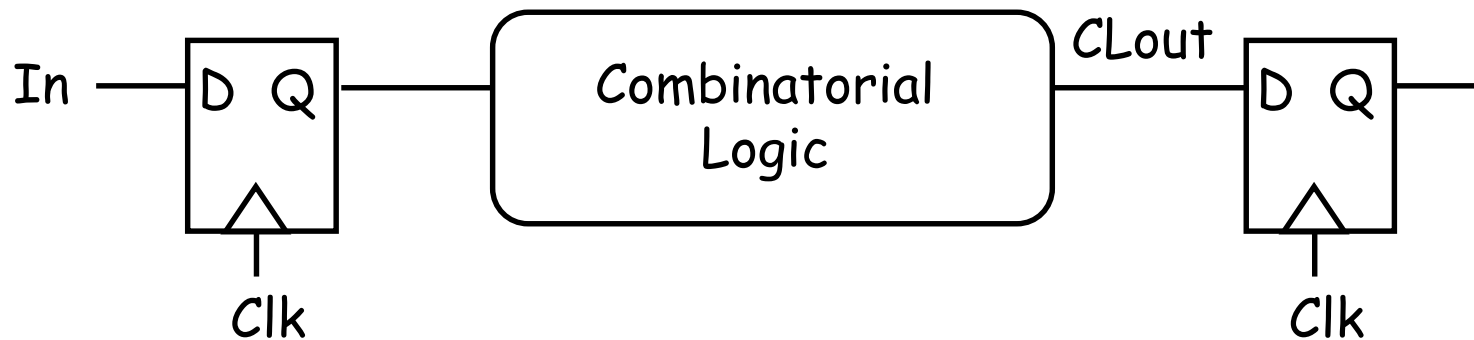 In
D Q
Combinatorial
Logic
CLout
D Q
Clk
Clk